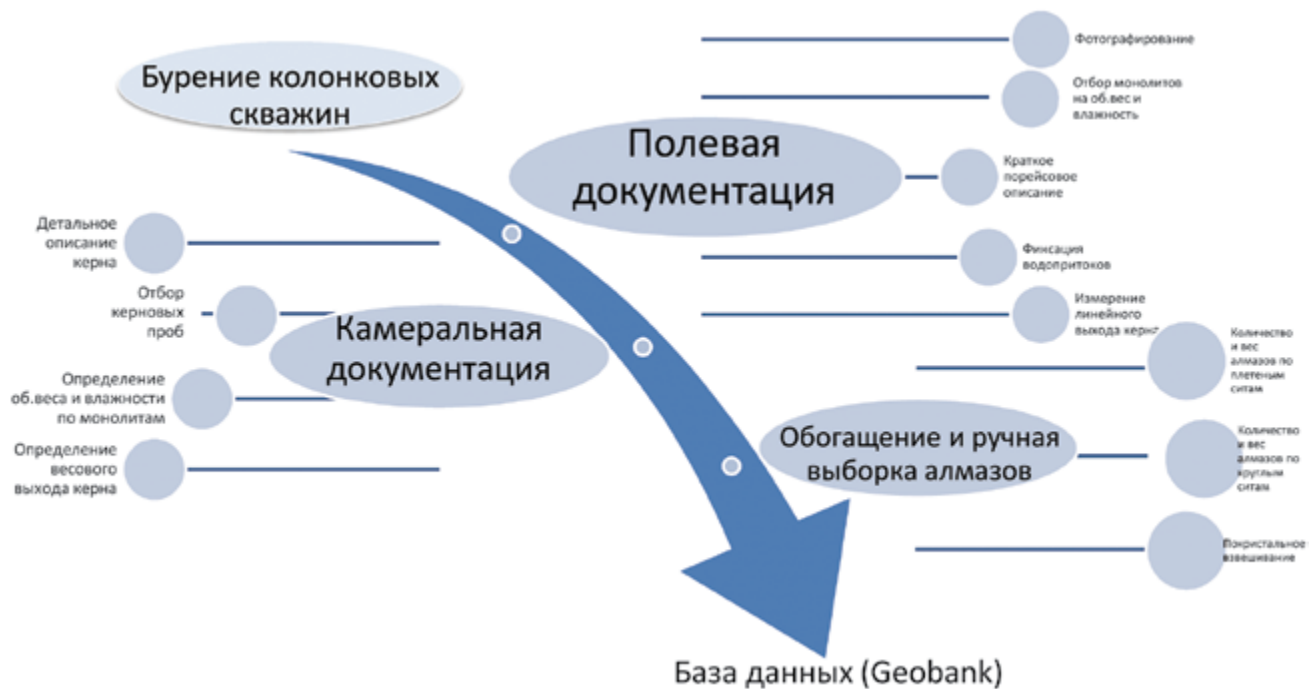 Бурение колонковых
скважин
Фотографирование
Отбор монолитов
на об.вес и
влажность
Полевая
документация
Краткое
порейсовое
описание
Фиксация
водопритоков
Измерение
линейного
выхода керна
Детальное
описание
керна
Отбор
керновых
проб
Камеральная
документация
Определение
об.веса и влажности
по монолитам
Определение
весового
выхода керна
Количество
и вес
алмазов по
плетеным
ситам
Обогащение и ручная
выборка алмазов
Количество
и вес
алмазов по
круглым
ситам
Покристальное
взвешивание
База данных (Geobank)